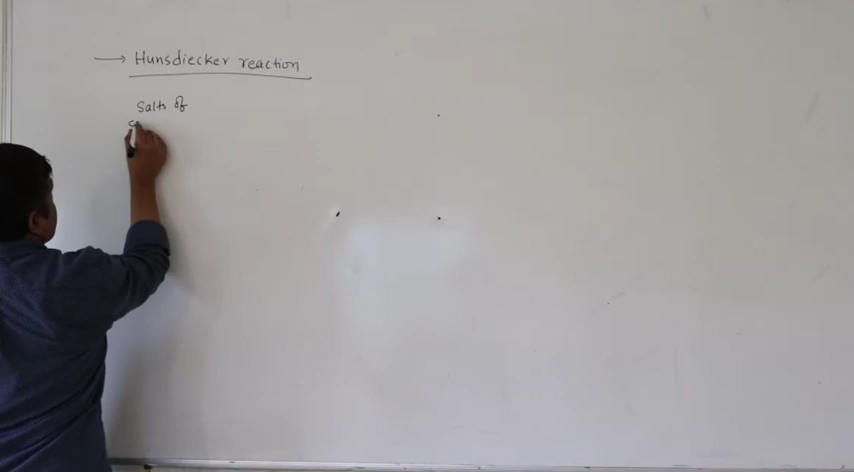 → Hunsdiecker reaction
Salts of
c